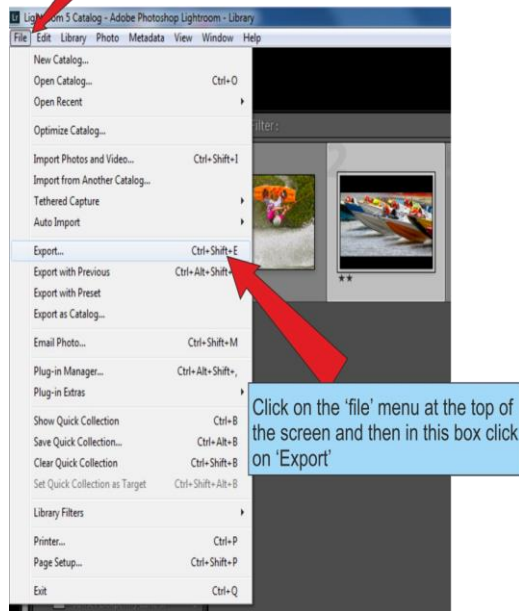 Lightroom 5 Catalog - Adobe Photoshop Lightroom - Library
File Edit Library Photo Metadata View Window Help
New Catalog...
Open Catalog... Ctrl+O
Open Recent
Optimize Catalog...
Import Photos and Video... Ctrl+Shift+I
Import from Another Catalog...
Tethered Capture
Auto Import
Export... Ctrl+Shift+E
Export with Previous Ctrl+Alt+Shift+
Export with Preset
Export as Catalog...
Email Photo... Ctrl+Shift+M
Plug-in Manager... Ctrl+Alt+Shift+,
Plug-in Extras
Show Quick Collection Ctrl+B
Save Quick Collection... Ctrl+Alt+B
Clear Quick Collection Ctrl+Shift+B
Set Quick Collection as Target Ctrl+Shift+Alt+B
Library Filters
Printer... Ctrl+P
Page Setup... Ctrl+Shift+P
Exit Ctrl+Q
Filter:
2
Click on the ‘file’ menu at the top of
the screen and then in this box click
on ‘Export’